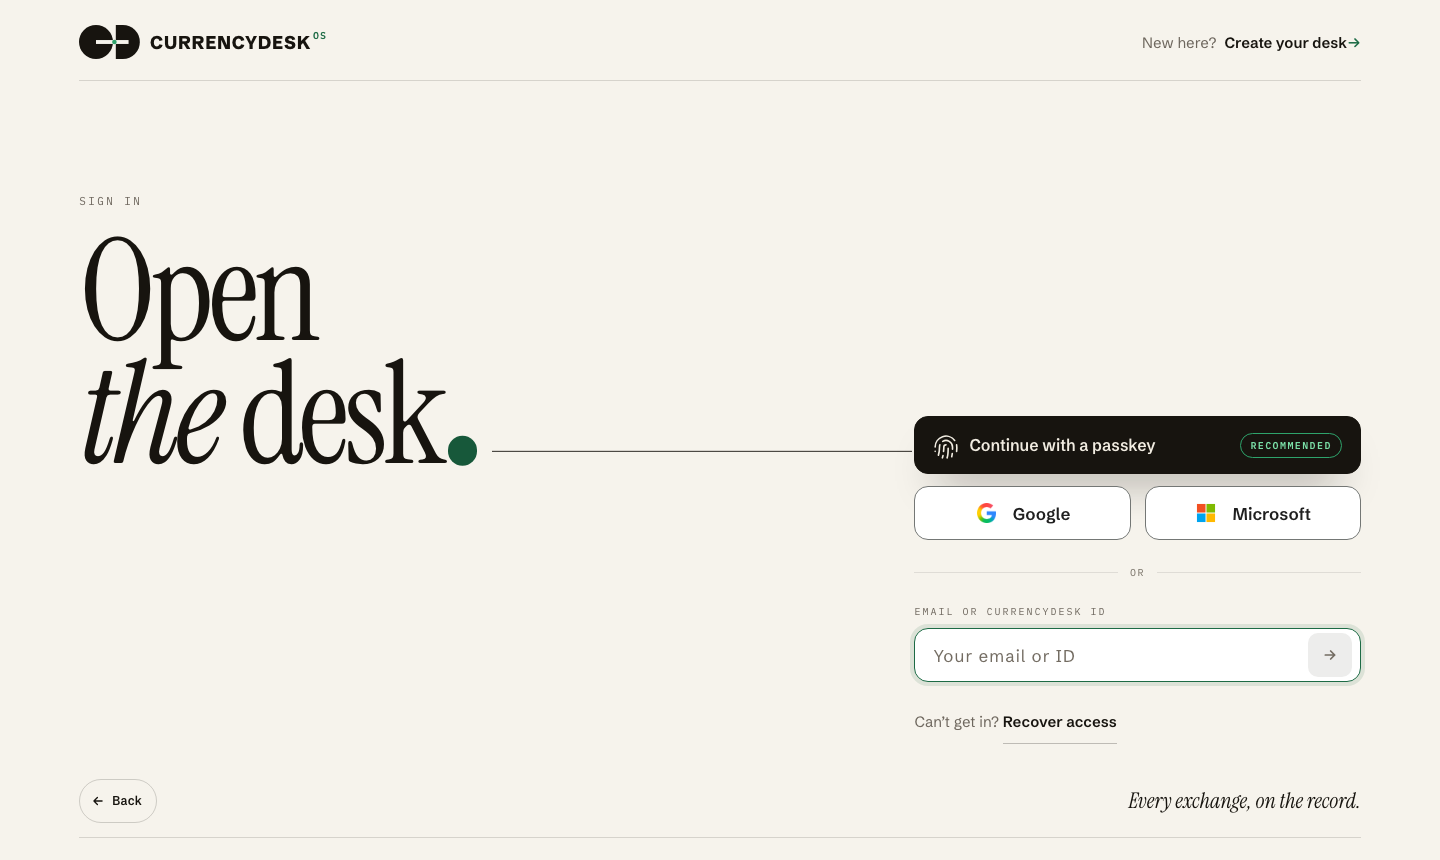 CURRENCYDESK OS
New here? Create your desk→
SIGN IN
Open
the desk.
Continue with a passkey
RECOMMENDED
Google
Microsoft
OR
EMAIL OR CURRENCYDESK ID
Your email or ID
→
Can’t get in? Recover access
← Back
Every exchange, on the record.